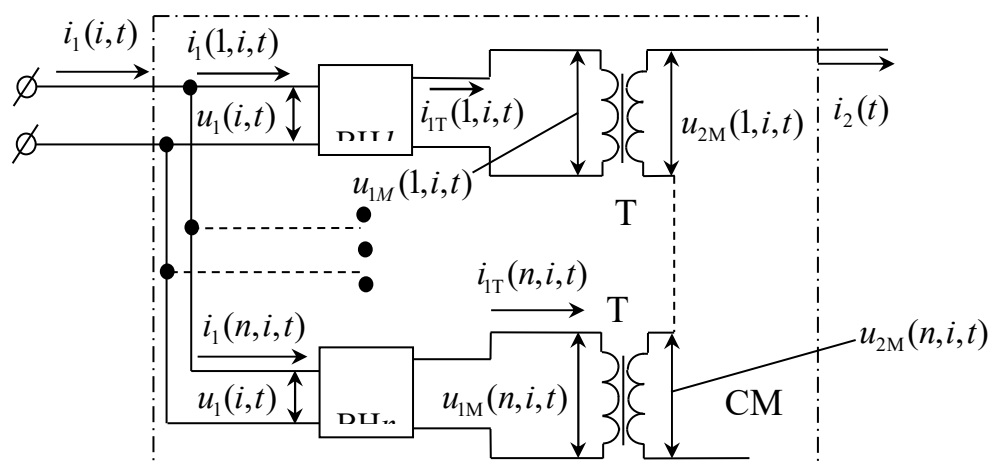 i₁(i,t)
i₁(1,i,t)
u₁(i,t)
i₁T(1,i,t)
u₁M(1,i,t)
u₂M(1,i,t)
i₂(t)
T
i₁T(n,i,t)
T
i₁(n,i,t)
u₁(i,t)
u₁M(n,i,t)
u₂M(n,i,t)
CM